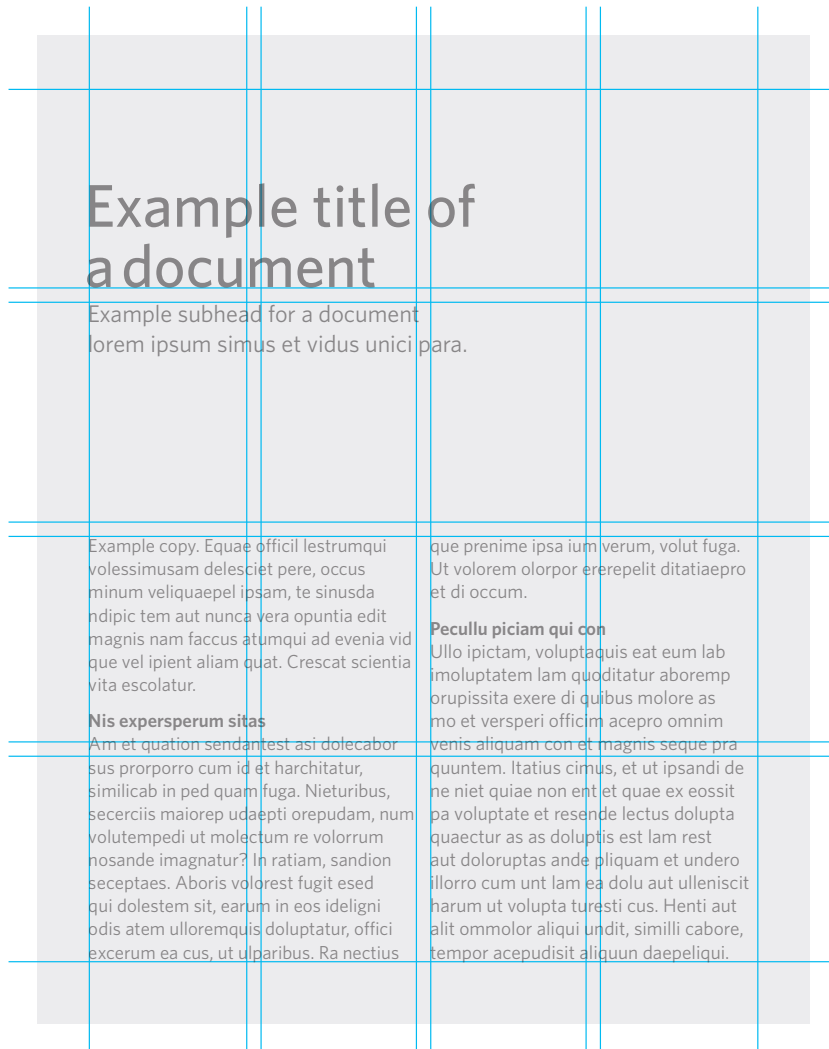 Example title of
a document
Example subhead for a document
lorem ipsum simus et vidus unici para.
Example copy. Equae officil lestrumqui
volessimusam delesciet pere, occus
minum veliquaepel ipsam, te sinusda
ndipic tem aut nunca vera opuntia edit
magnis nam faccus atumqui ad evenia vid
que vel ipient aliam quat. Crescat scientia
vita escolatur.
Nis expersperum sitas
Am et quation sendantest asi dolecabor
sus prorporro cum id et harchitatur,
similicab in ped quam fuga. Nieturibus,
secerciis maiorep udaepti orepudam, num
volutempedi ut molectum re volorrum
nosande imagnatur? In ratiam, sandion
seceptaes. Aboris volorest fugit esed
qui dolestem sit, earum in eos ideligni
odis atem ulloremquis doluptatur, offici
excerum ea cus, ut ulparibus. Ra nectius
que prenime ipsa ium verum, volut fuga.
Ut volorem olorpor ererepelit ditatiaepro
et di occum.
Pecullu piciam qui con
Ullo ipictam, voluptaquis eat eum lab
imoluptatem lam quoditatur aboremp
orupissita exere di quibus molore as
mo et versperi officim acepro omnim
venis aliquam con et magnis seque pra
quuntem. Itatius cimus, et ut ipsandi de
ne niet quiae non ent et quae ex eossit
pa voluptate et resende lectus dolupta
quaectur as as doluptis est lam rest
aut doloruptas ande pliquam et undero
illorro cum unt lam ea dolu aut ulleniscit
harum ut volupta turesti cus. Henti aut
alit ommolor aliqui undit, similli cabore,
tempor acepudisit aliquun daepeliqui.